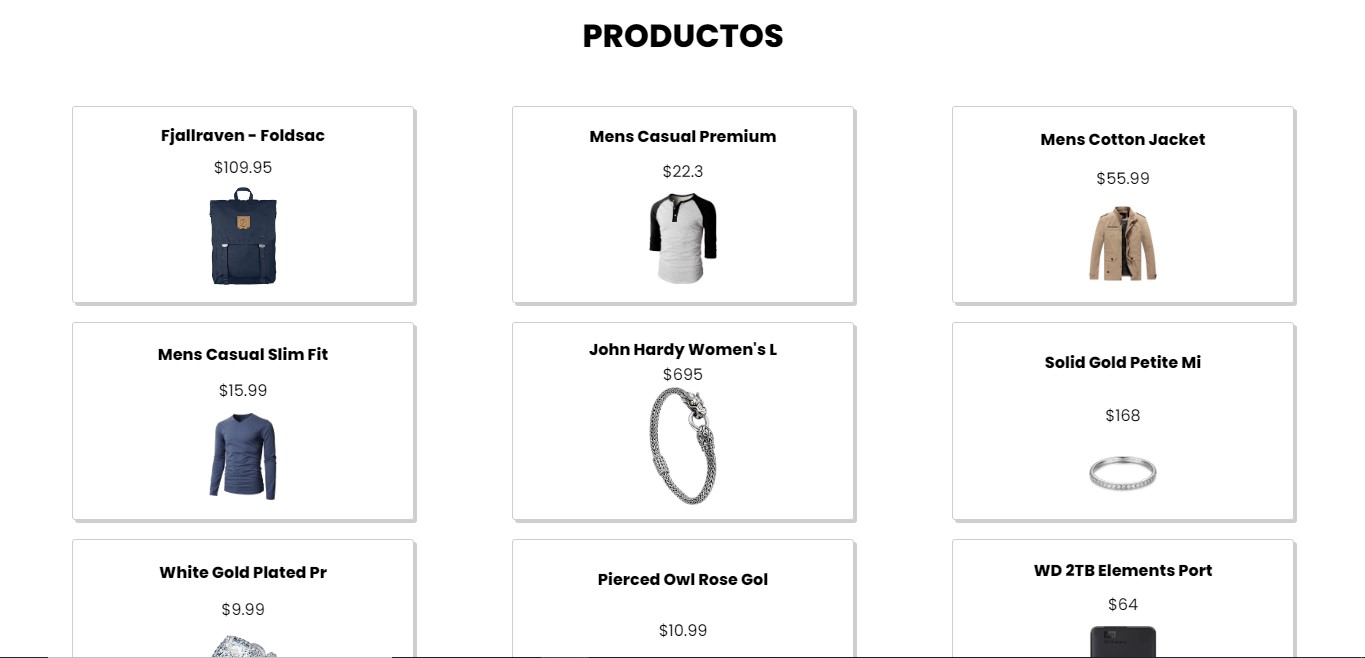 PRODUCTOS
Fjallraven - Foldsac
$109.95
Mens Casual Premium
$22.3
Mens Cotton Jacket
$55.99
Mens Casual Slim Fit
$15.99
John Hardy Women's L
$695
Solid Gold Petite Mi
$168
White Gold Plated Pr
$9.99
Pierced Owl Rose Gol
$10.99
WD 2TB Elements Port
$64